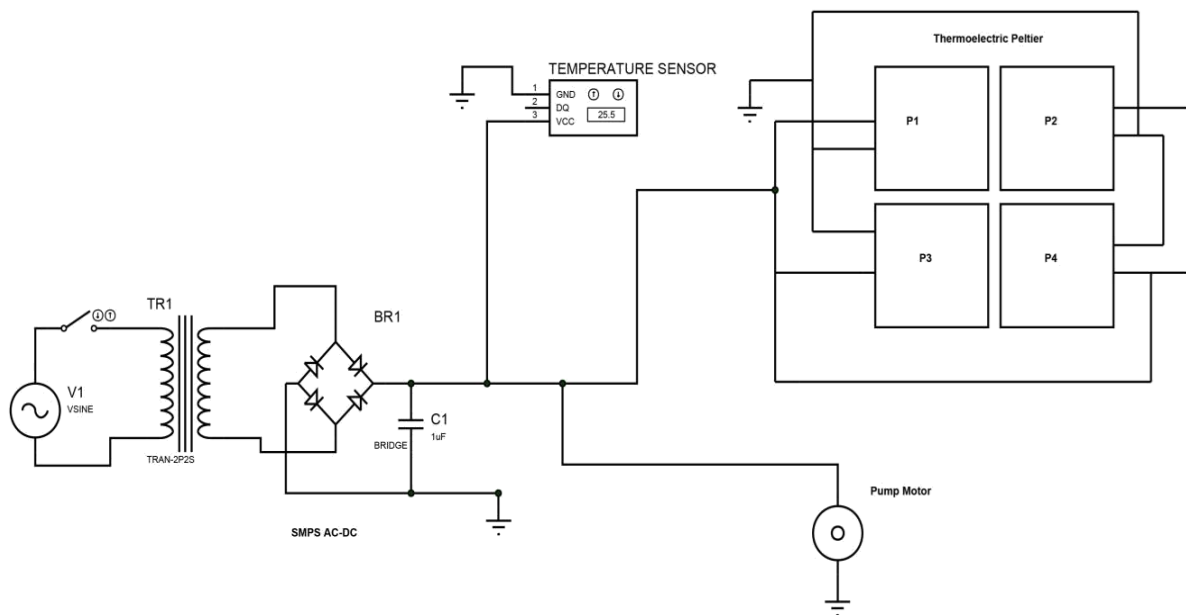 Thermoelectric Peltier
TEMPERATURE SENSOR
1 GND
2 DQ
3 VCC
25.5
P1
P2
P3
P4
TR1
BR1
V1
VSINE
C1
1uF
BRIDGE
TRAN-2P2S
Pump Motor
SMPS AC-DC